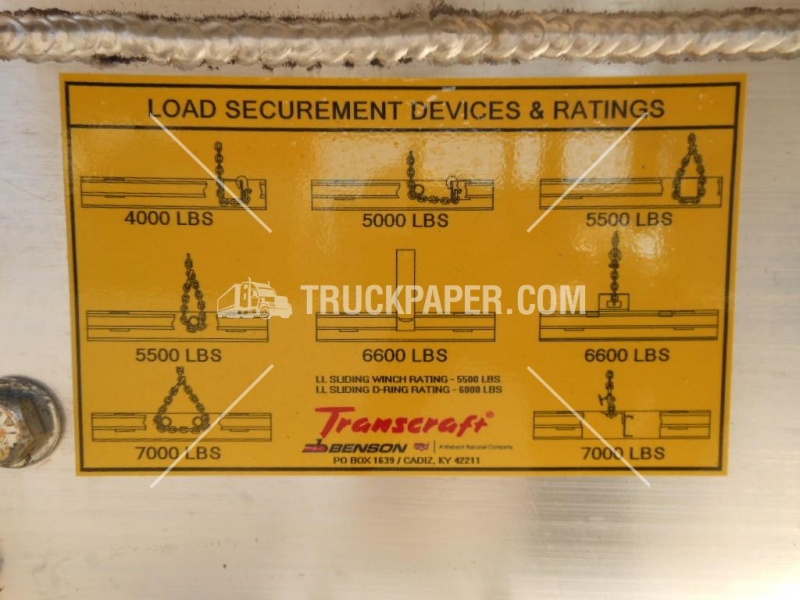 LOAD SECUREMENT DEVICES & RATINGS
4000 LBS
5000 LBS
5500 LBS
TRUCKPAPER.COM
5500 LBS
6600 LBS
6600 LBS
I.I. SLIDING WINCH RATING - 5500 LBS
I.I. SLIDING D-RING RATING - 6000 LBS
7000 LBS
Transcraft
BENSON A Wabash National Company
PO BOX 1639 / CADIZ, KY 42211
7000 LBS